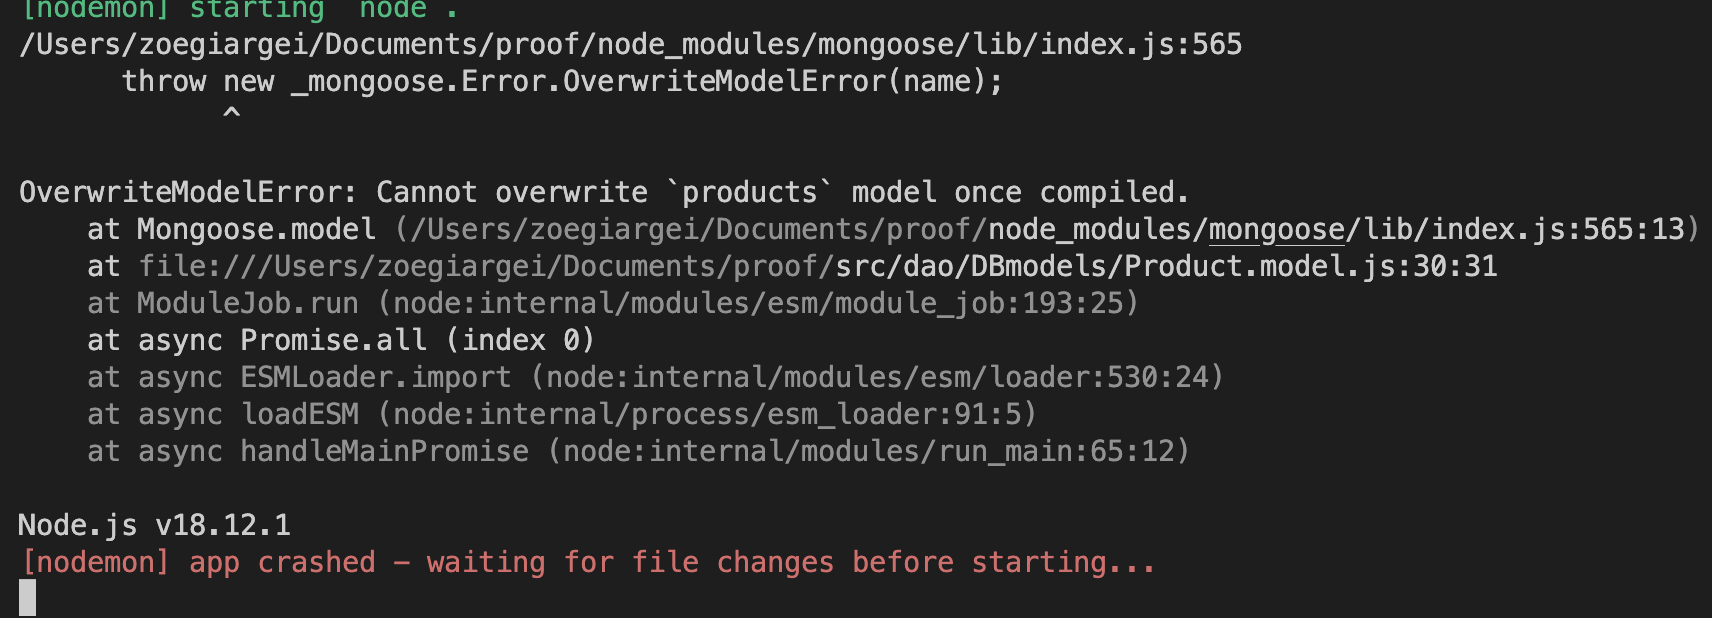 [nodemon] starting `node .`
/Users/zoegiargei/Documents/proof/node_modules/mongoose/lib/index.js:565
      throw new _mongoose.Error.OverwriteModelError(name);
            ^
OverwriteModelError: Cannot overwrite `products` model once compiled.
    at Mongoose.model (/Users/zoegiargei/Documents/proof/node_modules/mongoose/lib/index.js:565:13)
    at file:///Users/zoegiargei/Documents/proof/src/dao/DBmodels/Product.model.js:30:31
    at ModuleJob.run (node:internal/modules/esm/module_job:193:25)
    at async Promise.all (index 0)
    at async ESMLoader.import (node:internal/modules/esm/loader:530:24)
    at async loadESM (node:internal/process/esm_loader:91:5)
    at async handleMainPromise (node:internal/modules/run_main:65:12)
Node.js v18.12.1
[nodemon] app crashed - waiting for file changes before starting...